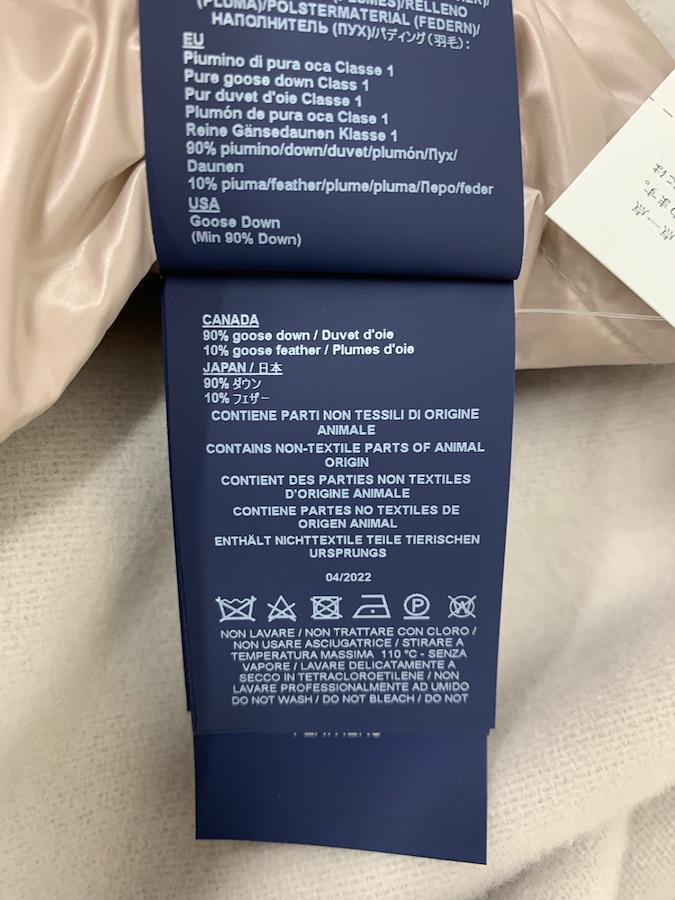 (PLUMA)/POLSTERMATERIAL (FEDERN)/
НАПОЛНИТЕЛЬ (ПУХ)/パディング(羽毛):
EU
Piumino di pura oca Classe 1
Pure goose down Class 1
Pur duvet d'oie Classe 1
Plumón de pura oca Clase 1
Reine Gänsedaunen Klasse 1
90% piumino/down/duvet/plumón/Пух/
Daunen
10% piuma/feather/plume/pluma/Перо/feder
USA
Goose Down
(Min 90% Down)
CANADA
90% goose down / Duvet d'oie
10% goose feather / Plumes d'oie
JAPAN / 日本
90% ダウン
10% フェザー
CONTIENE PARTI NON TESSILI DI ORIGINE
ANIMALE
CONTAINS NON-TEXTILE PARTS OF ANIMAL
ORIGIN
CONTIENT DES PARTIES NON TEXTILES
D'ORIGINE ANIMALE
CONTIENE PARTES NO TEXTILES DE
ORIGEN ANIMAL
ENTHÄLT NICHTTEXTILE TEILE TIERISCHEN
URSPRUNGS
04/2022
NON LAVARE / NON TRATTARE CON CLORO /
NON USARE ASCIUGATRICE / STIRARE A
TEMPERATURA MASSIMA 110 °C - SENZA
VAPORE / LAVARE DELICATAMENTE A
SECCO IN TETRACLOROETILENE / NON
LAVARE PROFESSIONALMENTE AD UMIDO
DO NOT WASH / DO NOT BLEACH / DO NOT